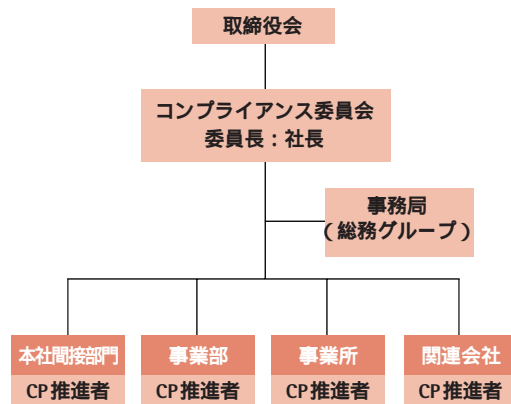 取締役会
コンプライアンス委員会
委員長：社長
事務局
（総務グループ）
本社間接部門
事業部
事業所
関連会社
CP推進者
CP推進者
CP推進者
CP推進者